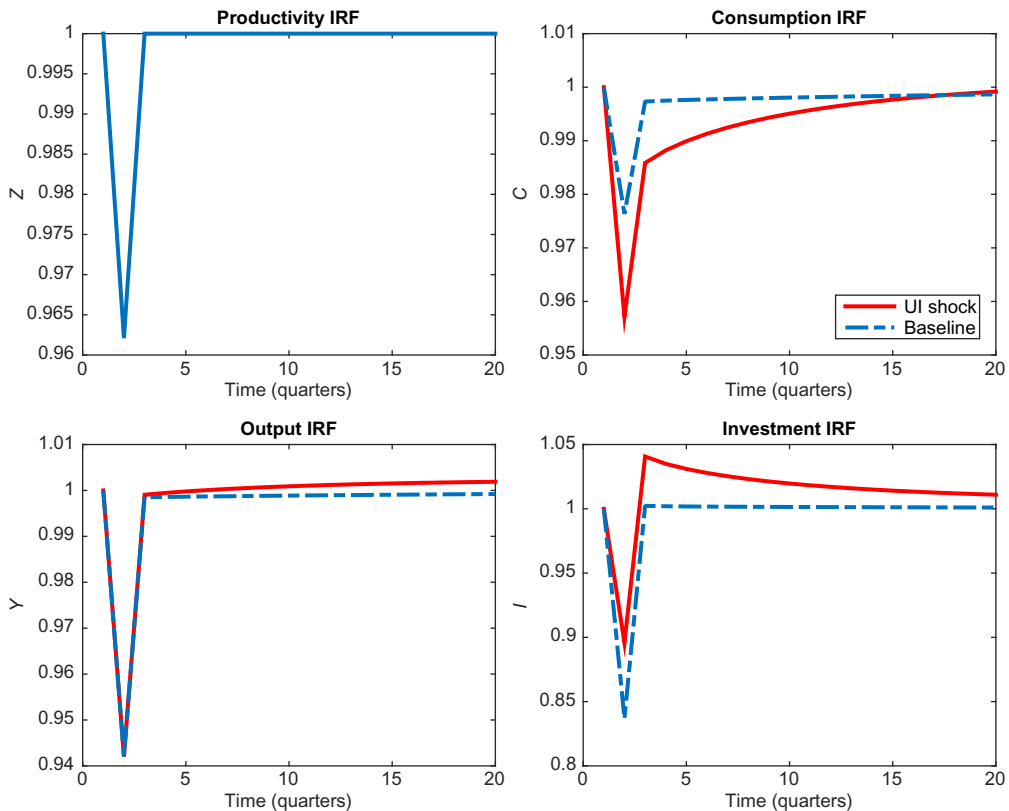 Productivity IRF
1
0.995
0.99
0.985
0.98
0.975
0.97
0.965
0.96
Z
0 5 10 15 20
Time (quarters)
Consumption IRF
1.01
1
0.99
0.98
0.97
0.96
0.95
C
UI shock
Baseline
0 5 10 15 20
Time (quarters)
Output IRF
1.01
1
0.99
0.98
0.97
0.96
0.95
0.94
Y
0 5 10 15 20
Time (quarters)
Investment IRF
1.05
1
0.95
0.9
0.85
0.8
I
0 5 10 15 20
Time (quarters)